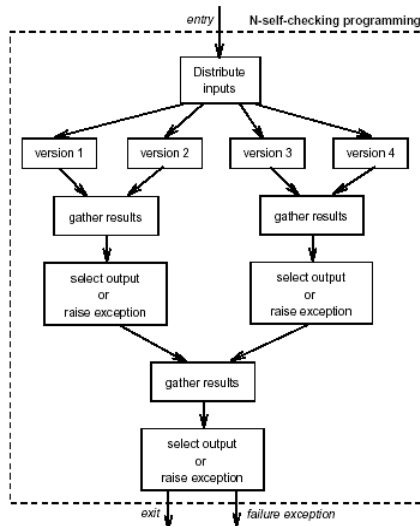 entry
N-self-checking programming
Distribute
inputs
version 1
version 2
version 3
version 4
gather results
gather results
select output
or
raise exception
select output
or
raise exception
gather results
select output
or
raise exception
exit
failure exception